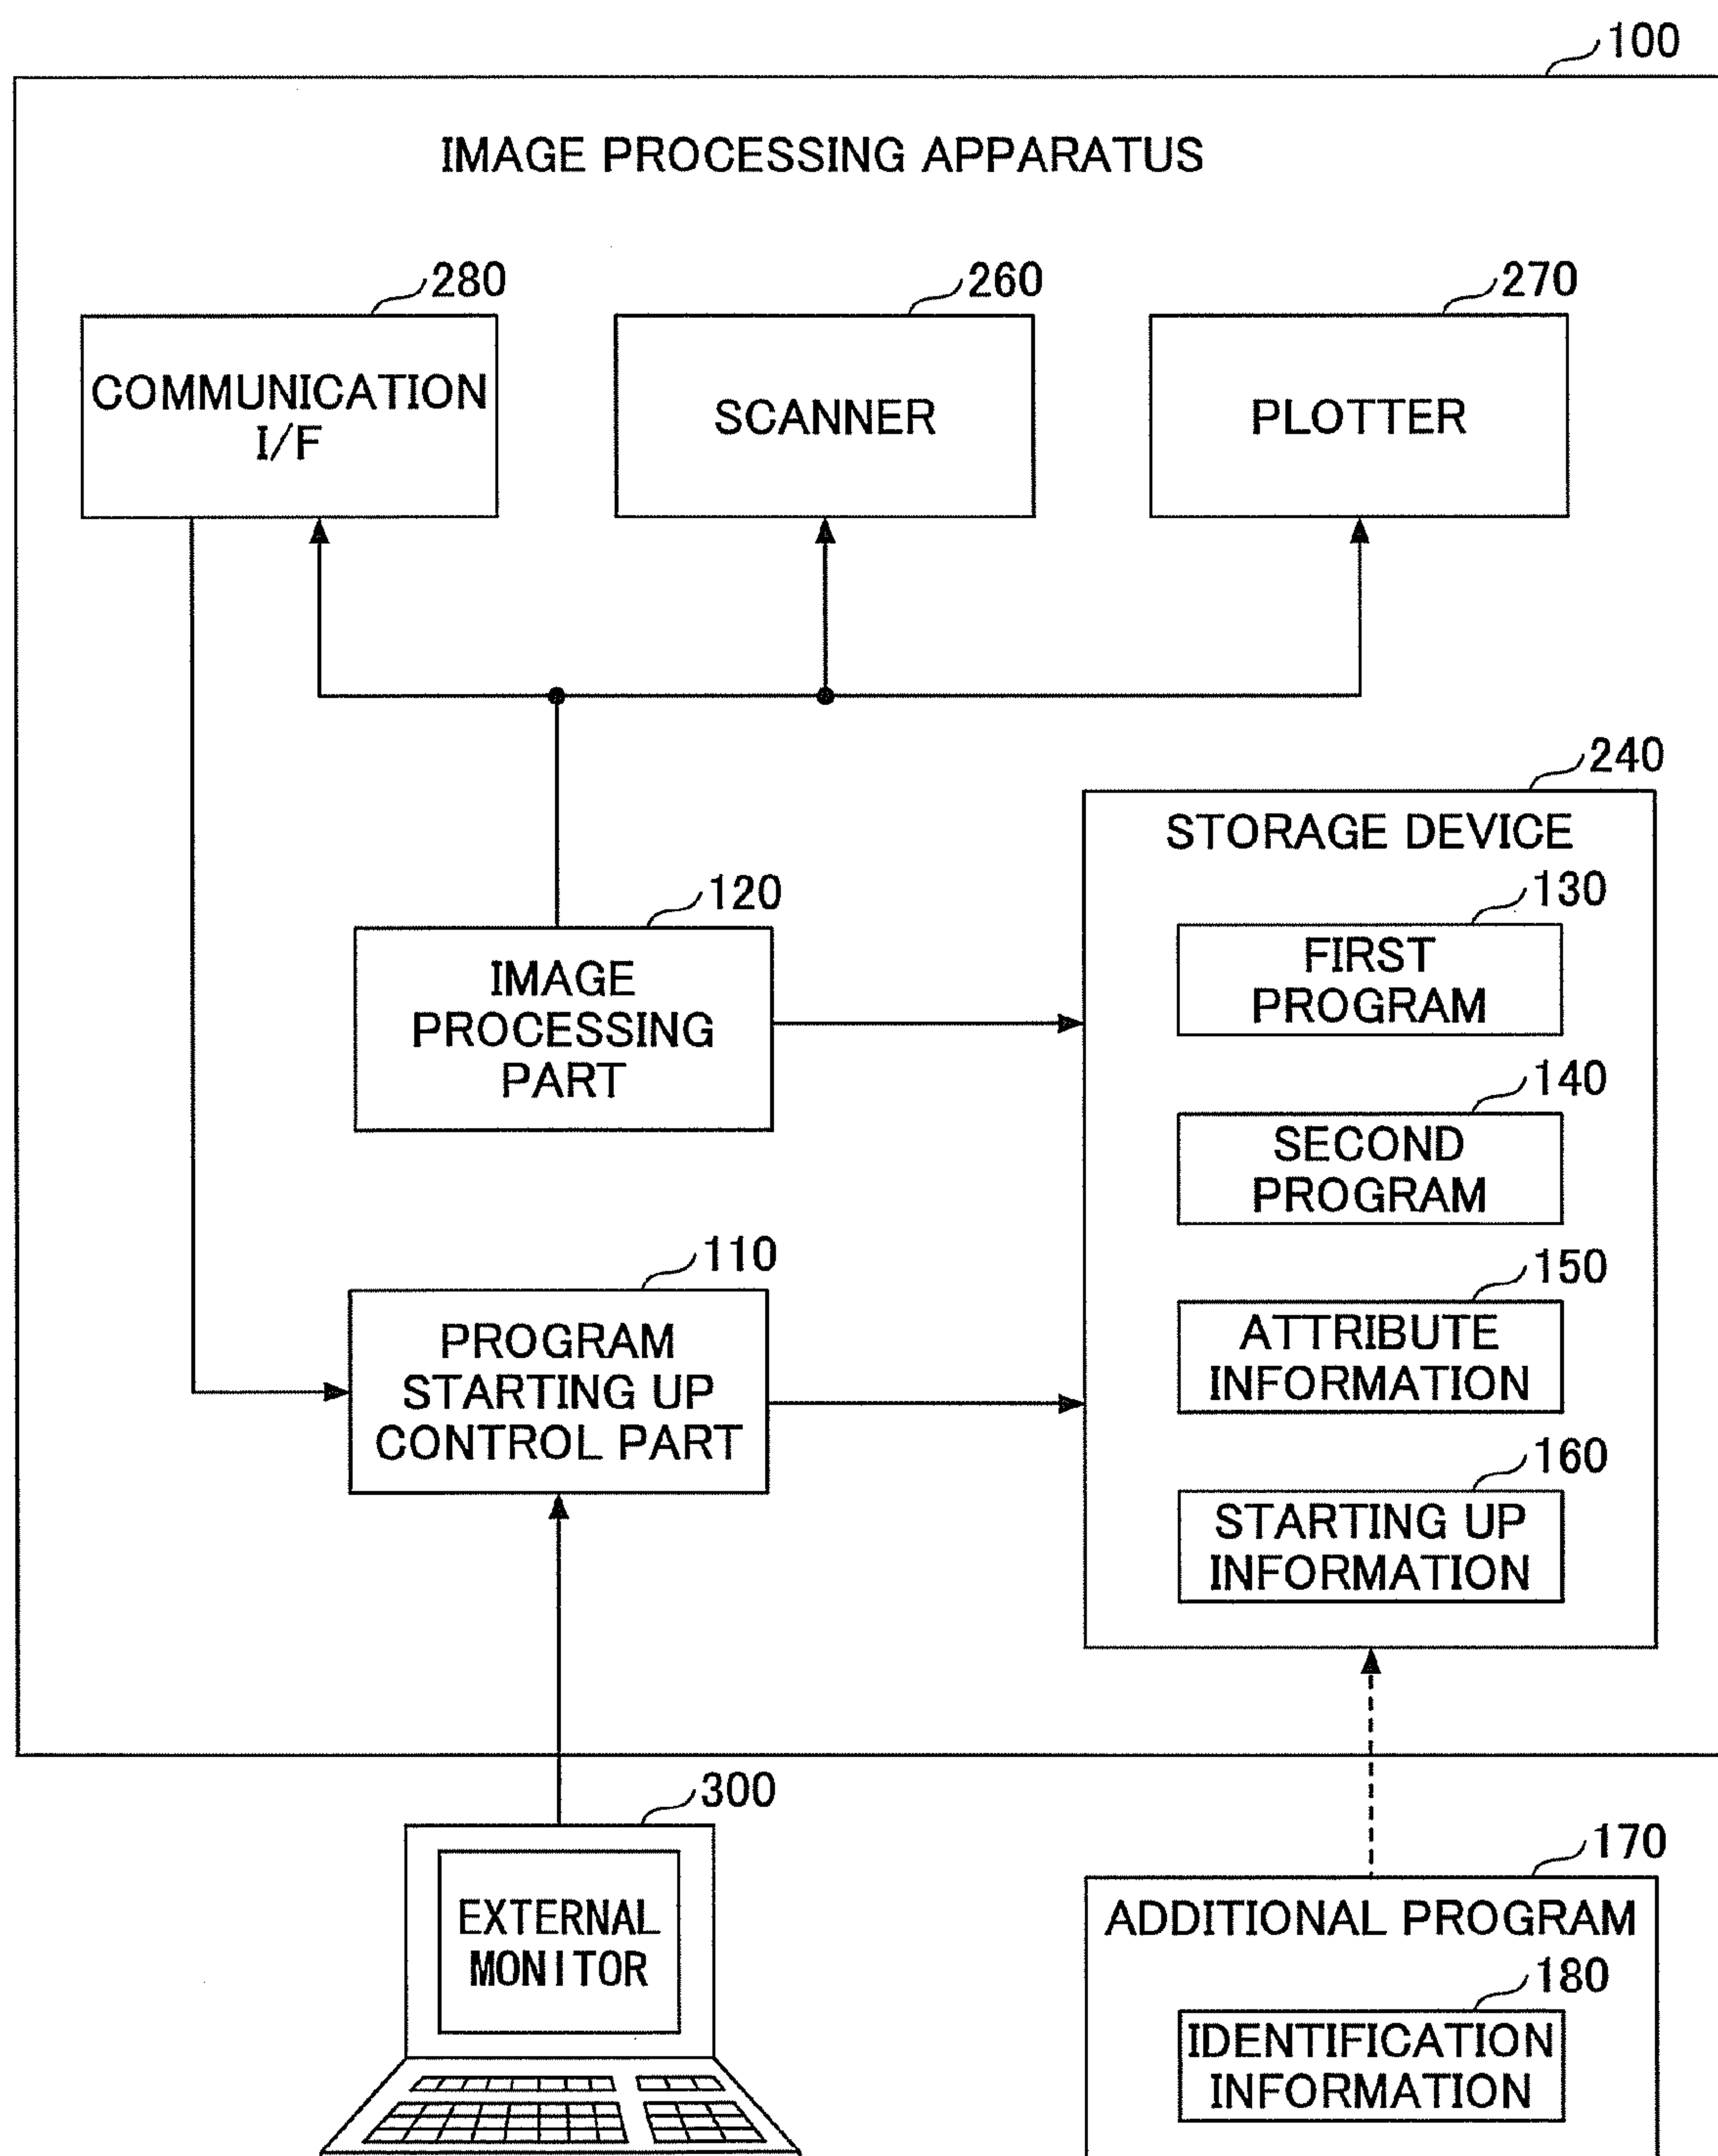 100
IMAGE PROCESSING APPARATUS
280
260
270
COMMUNICATION
I/F
SCANNER
PLOTTER
240
STORAGE DEVICE
120
IMAGE
PROCESSING
PART
130
FIRST
PROGRAM
140
SECOND
PROGRAM
110
PROGRAM
STARTING UP
CONTROL PART
150
ATTRIBUTE
INFORMATION
160
STARTING UP
INFORMATION
300
EXTERNAL
MONITOR
170
ADDITIONAL PROGRAM
180
IDENTIFICATION
INFORMATION